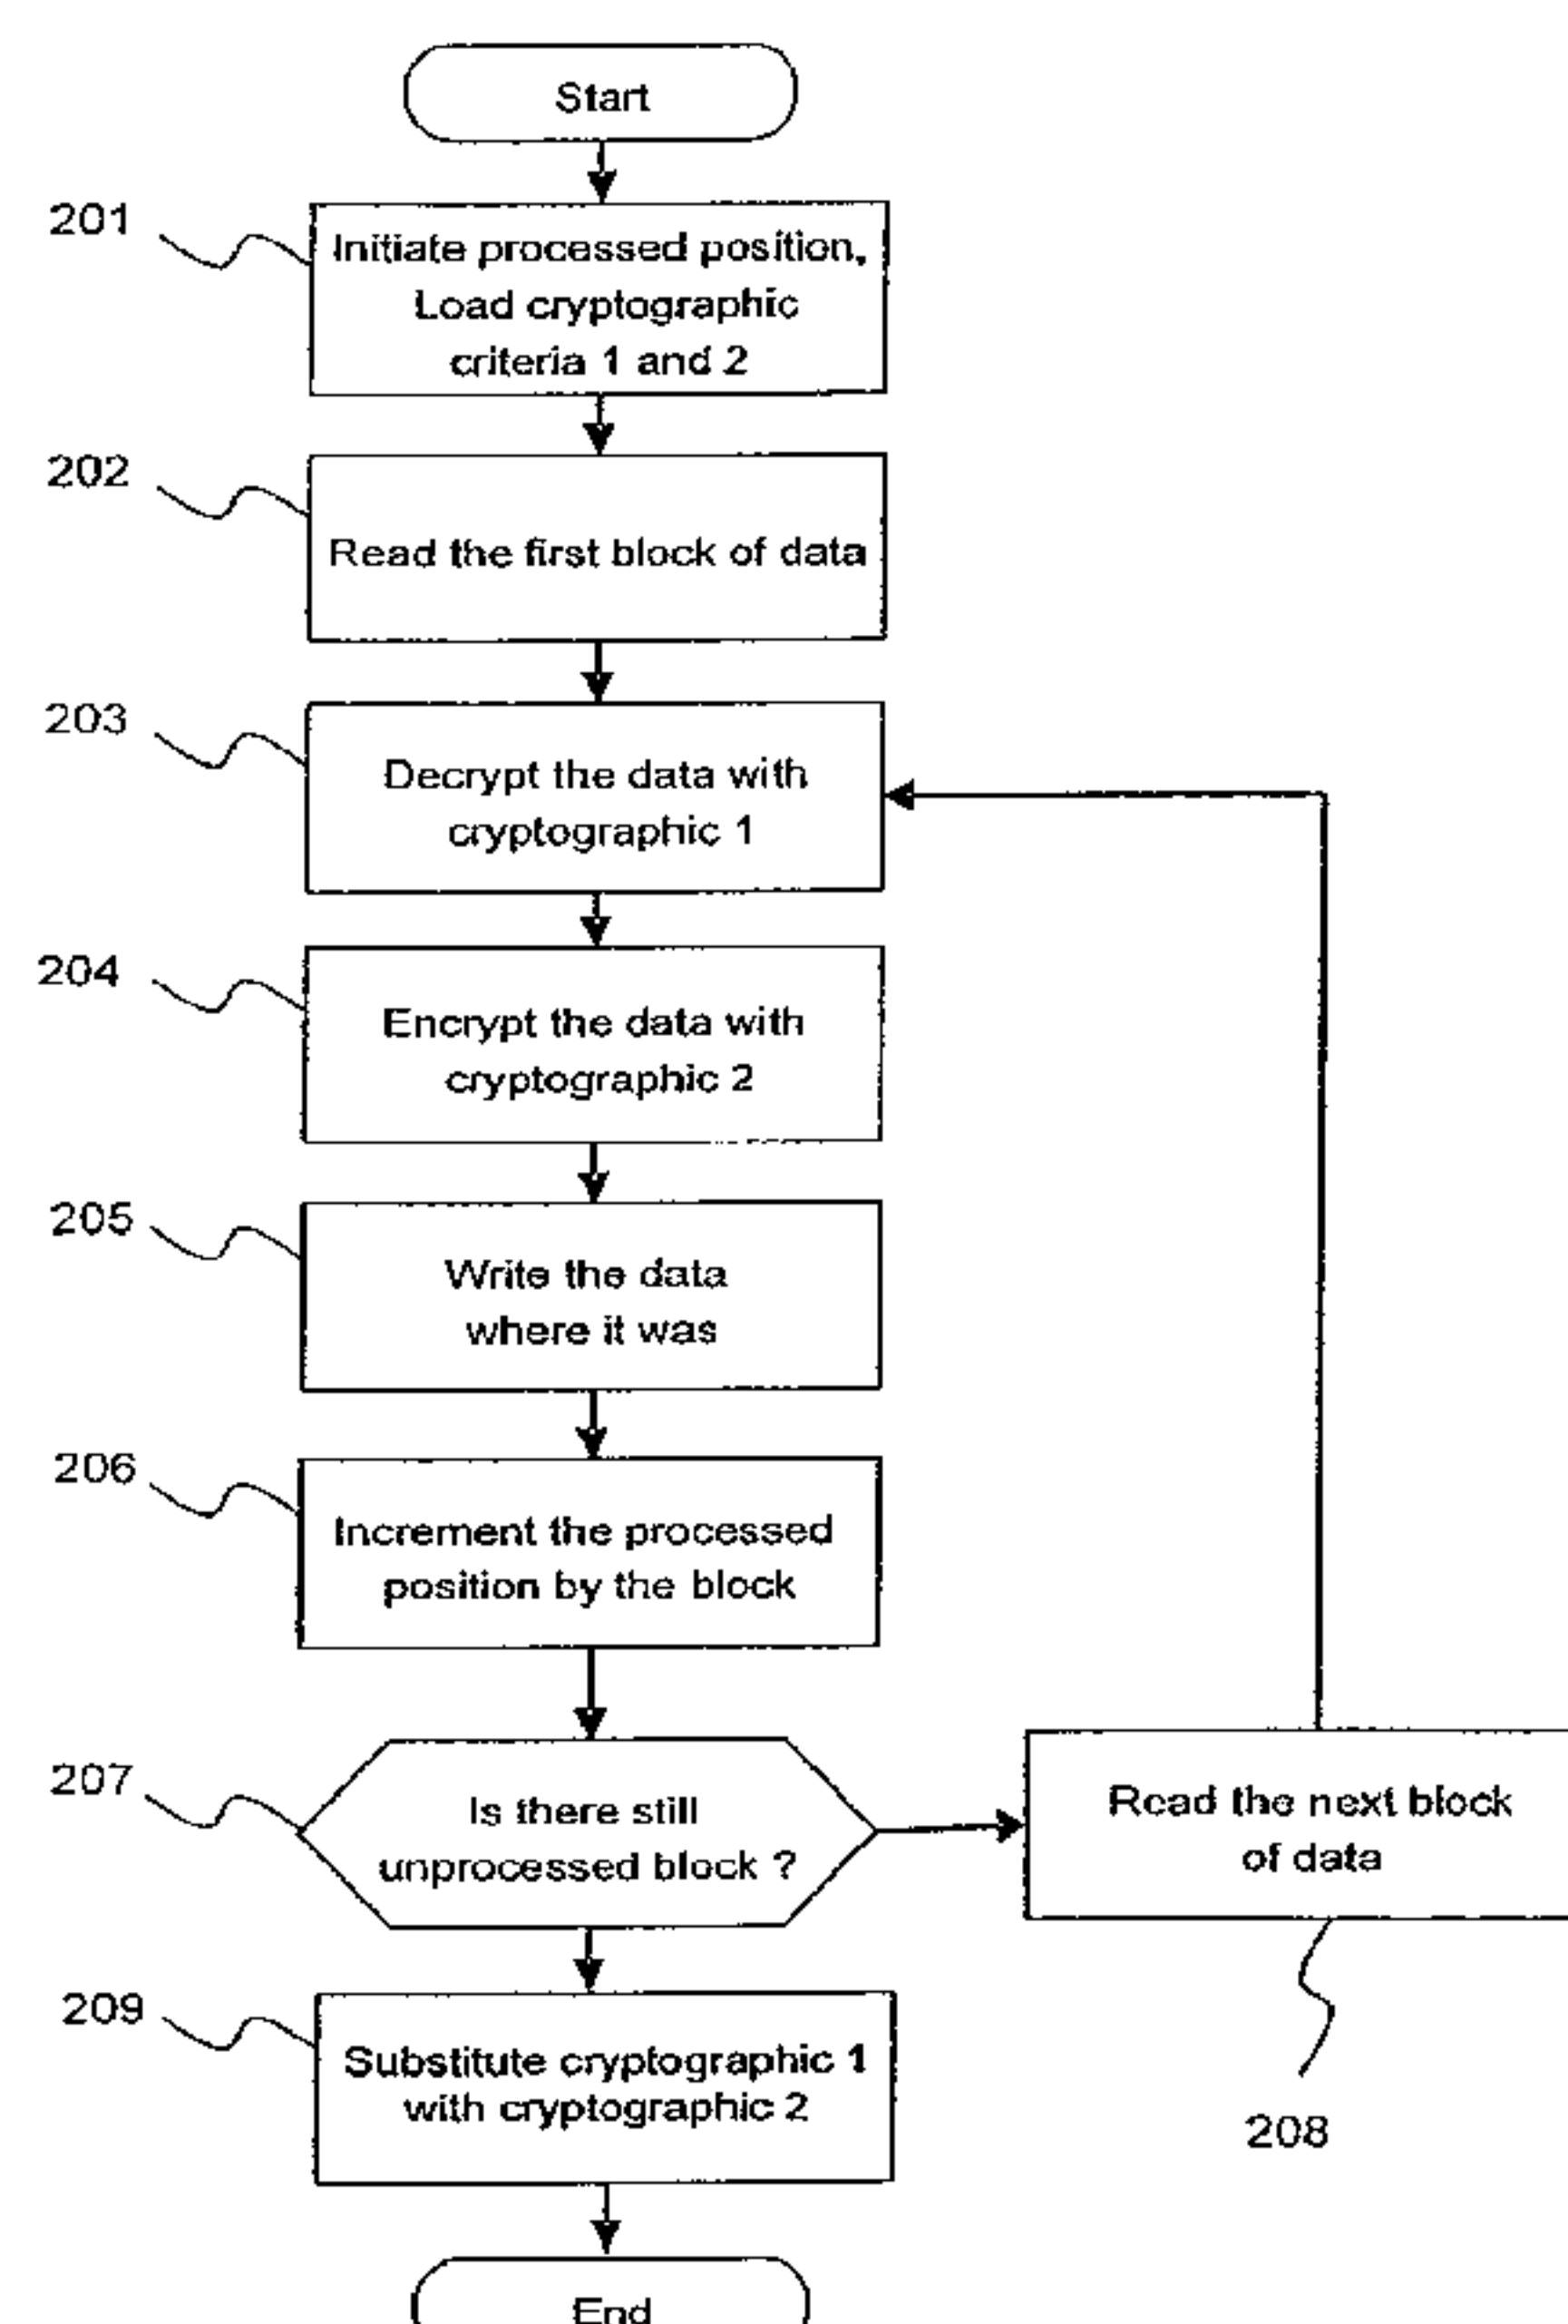 Start
201
Initiate processed position,
Load cryptographic
criteria 1 and 2
202
Read the first block of data
203
Decrypt the data with
cryptographic 1
204
Encrypt the data with
cryptographic 2
205
Write the data
where it was
206
Increment the processed
position by the block
207
Is there still
unprocessed block ?
Read the next block
of data
208
209
Substitute cryptographic 1
with cryptographic 2
End